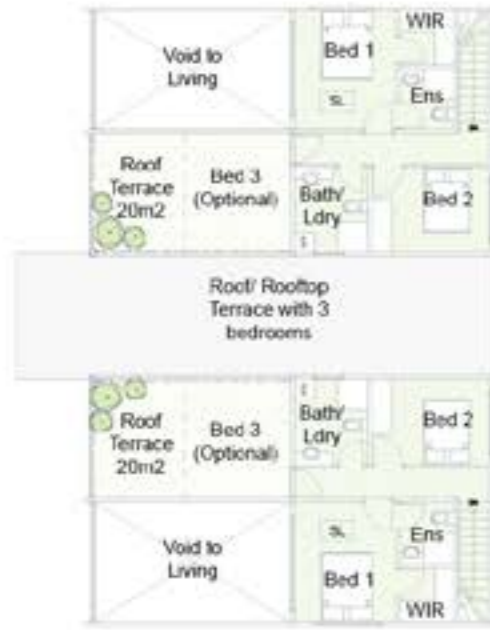 WIR
Bed 1
Void to
Living
SL
Ens
Roof
Terrace
20m2
Bed 3
(Optional)
Bath/
Ldry
Bed 2
Roof/ Rooftop
Terrace with 3
bedrooms
Roof
Terrace
20m2
Bed 3
(Optional)
Bath/
Ldry
Bed 2
SL
Ens
Void to
Living
Bed 1
WIR